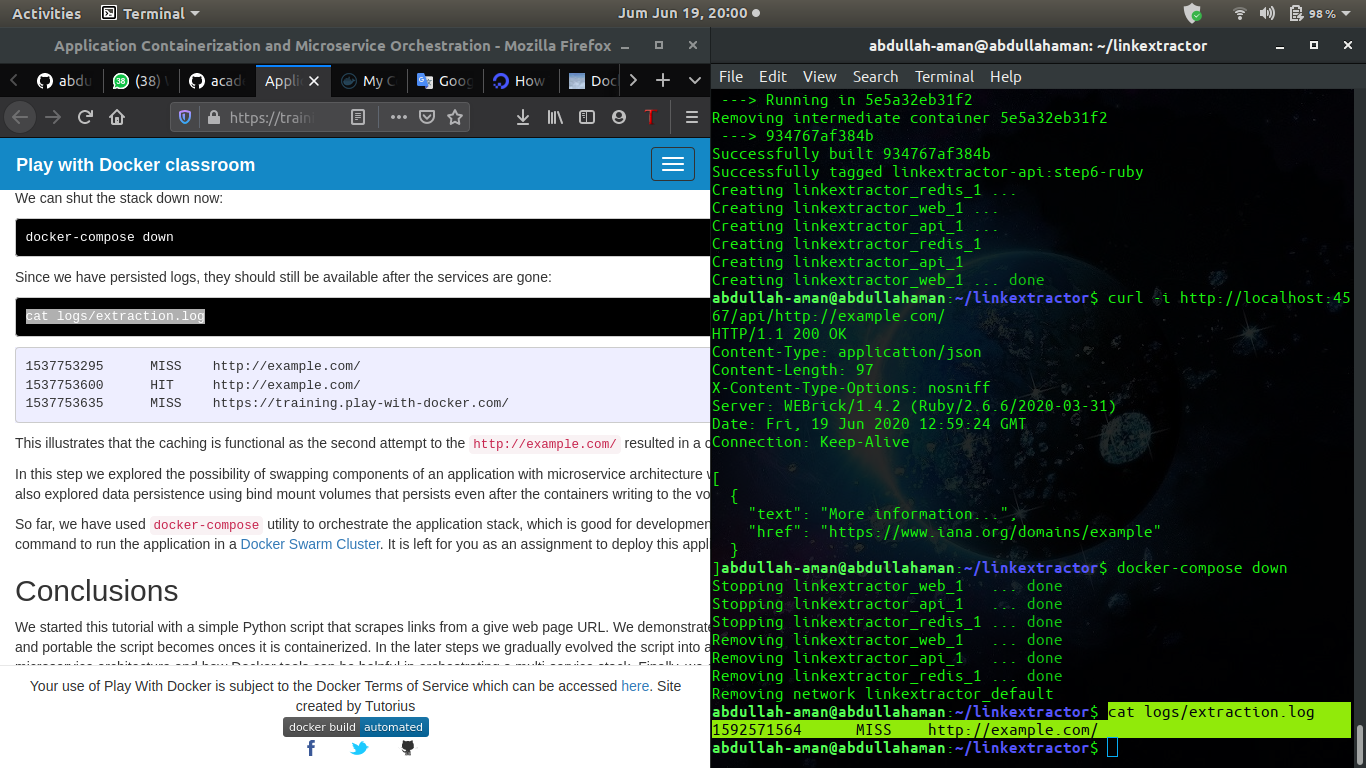 Activities Terminal Jum Jun 19, 20:00 98 %
Application Containerization and Microservice Orchestration - Mozilla Firefox
abdu (38) acad Applic My C Goog How Doc
https://train
Play with Docker classroom
We can shut the stack down now:
docker-compose down
Since we have persisted logs, they should still be available after the services are gone:
cat logs/extraction.log
1537753295 MISS http://example.com/
1537753600 HIT http://example.com/
1537753635 MISS https://training.play-with-docker.com/
This illustrates that the caching is functional as the second attempt to the http://example.com/ resulted in a c
In this step we explored the possibility of swapping components of an application with microservice architecture w
also explored data persistence using bind mount volumes that persists even after the containers writing to the vo
So far, we have used docker-compose utility to orchestrate the application stack, which is good for developmen
command to run the application in a Docker Swarm Cluster. It is left for you as an assignment to deploy this appl
Conclusions
We started this tutorial with a simple Python script that scrapes links from a give web page URL. We demonstrate
and portable the script becomes onces it is containerized. In the later steps we gradually evolved the script into a
Your use of Play With Docker is subject to the Docker Terms of Service which can be accessed here. Site
created by Tutorius
docker build automated
abdullah-aman@abdullahaman: ~/linkextractor
File Edit View Search Terminal Help
---> Running in 5e5a32eb31f2
Removing intermediate container 5e5a32eb31f2
---> 934767af384b
Successfully built 934767af384b
Successfully tagged linkextractor-api:step6-ruby
Creating linkextractor_redis_1 ...
Creating linkextractor_web_1 ...
Creating linkextractor_api_1 ...
Creating linkextractor_redis_1
Creating linkextractor_api_1
Creating linkextractor_web_1 ... done
abdullah-aman@abdullahaman:~/linkextractor$ curl -i http://localhost:45
67/api/http://example.com/
HTTP/1.1 200 OK
Content-Type: application/json
Content-Length: 97
X-Content-Type-Options: nosniff
Server: WEBrick/1.4.2 (Ruby/2.6.6/2020-03-31)
Date: Fri, 19 Jun 2020 12:59:24 GMT
Connection: Keep-Alive
[
{
"text": "More information...",
"href": "https://www.iana.org/domains/example"
}
]abdullah-aman@abdullahaman:~/linkextractor$ docker-compose down
Stopping linkextractor_web_1 ... done
Stopping linkextractor_api_1 ... done
Stopping linkextractor_redis_1 ... done
Removing linkextractor_web_1 ... done
Removing linkextractor_api_1 ... done
Removing linkextractor_redis_1 ... done
Removing network linkextractor_default
abdullah-aman@abdullahaman:~/linkextractor$ cat logs/extraction.log
1592571564 MISS http://example.com/
abdullah-aman@abdullahaman:~/linkextractor$